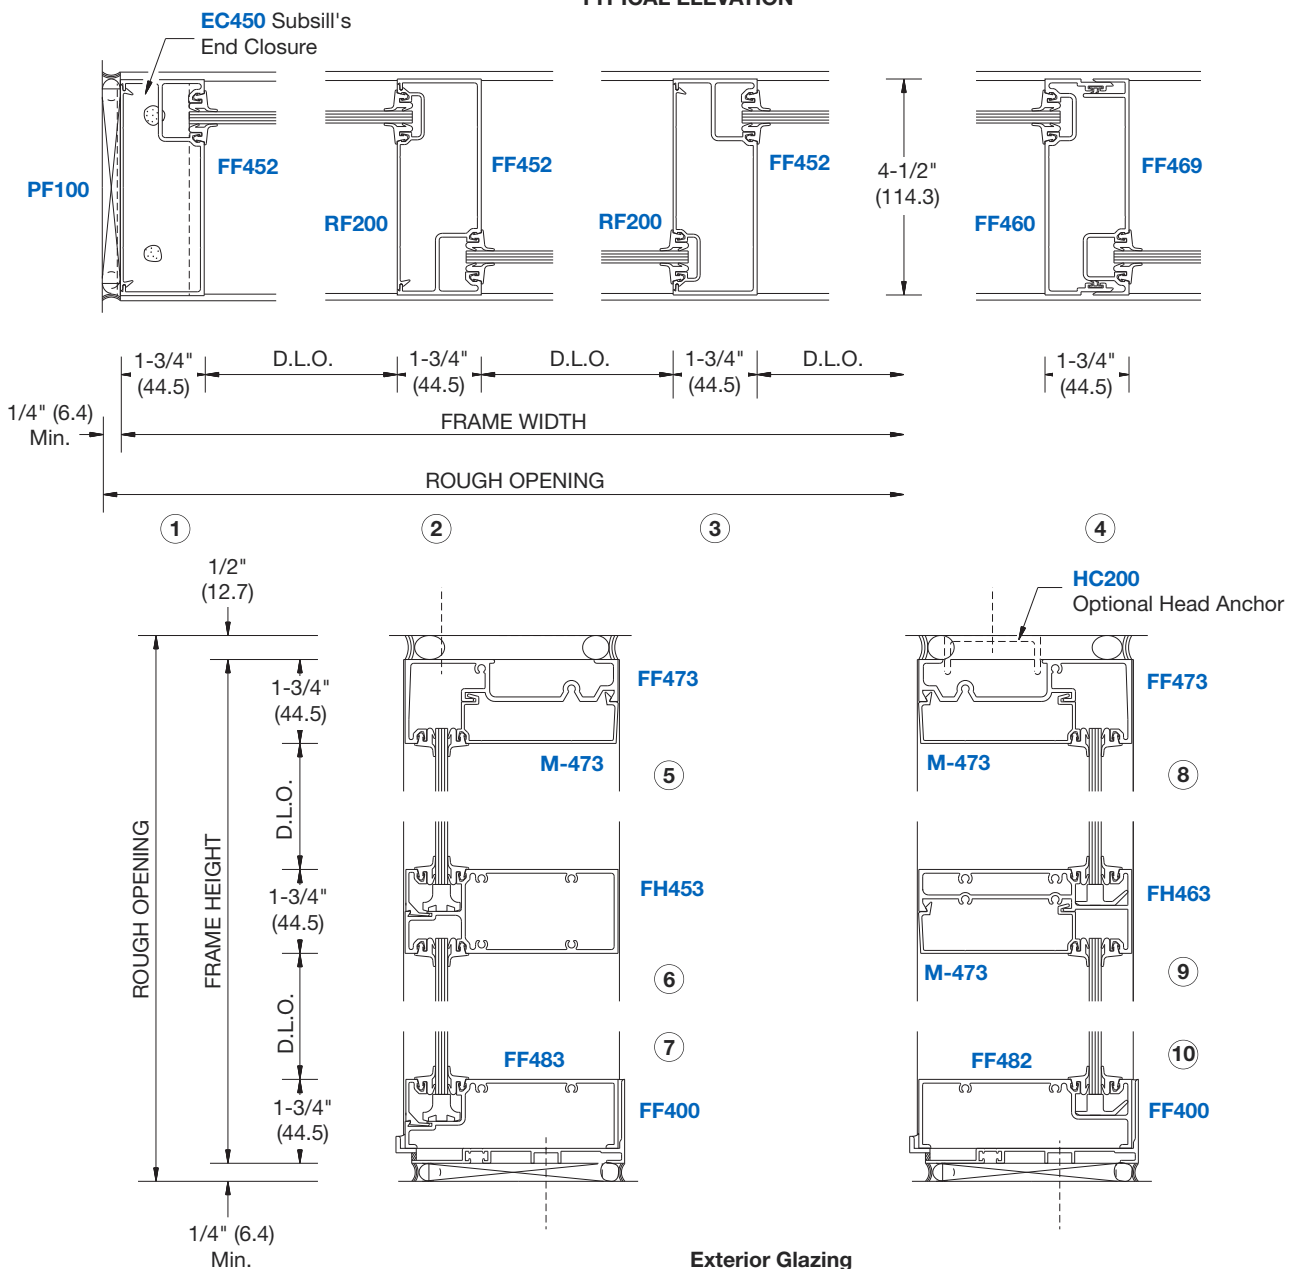 TYPICAL ELEVATION
EC450 Subsill's
End Closure
PF100
FF452
RF200
FF452
RF200
FF452
4-1/2"
(114.3)
FF460
FF469
1-3/4"
(44.5)
D.L.O.
1-3/4"
(44.5)
D.L.O.
1-3/4"
(44.5)
D.L.O.
1-3/4"
(44.5)
1/4" (6.4)
Min.
FRAME WIDTH
ROUGH OPENING
1
2
3
4
1/2"
(12.7)
HC200
Optional Head Anchor
ROUGH OPENING
FRAME HEIGHT
1-3/4"
(44.5)
D.L.O.
1-3/4"
(44.5)
D.L.O.
1-3/4"
(44.5)
1/4" (6.4)
Min.
FF473
M-473
5
FH453
6
7
FF483
FF400
FF473
M-473
8
FH463
M-473
9
10
FF482
FF400
Exterior Glazing